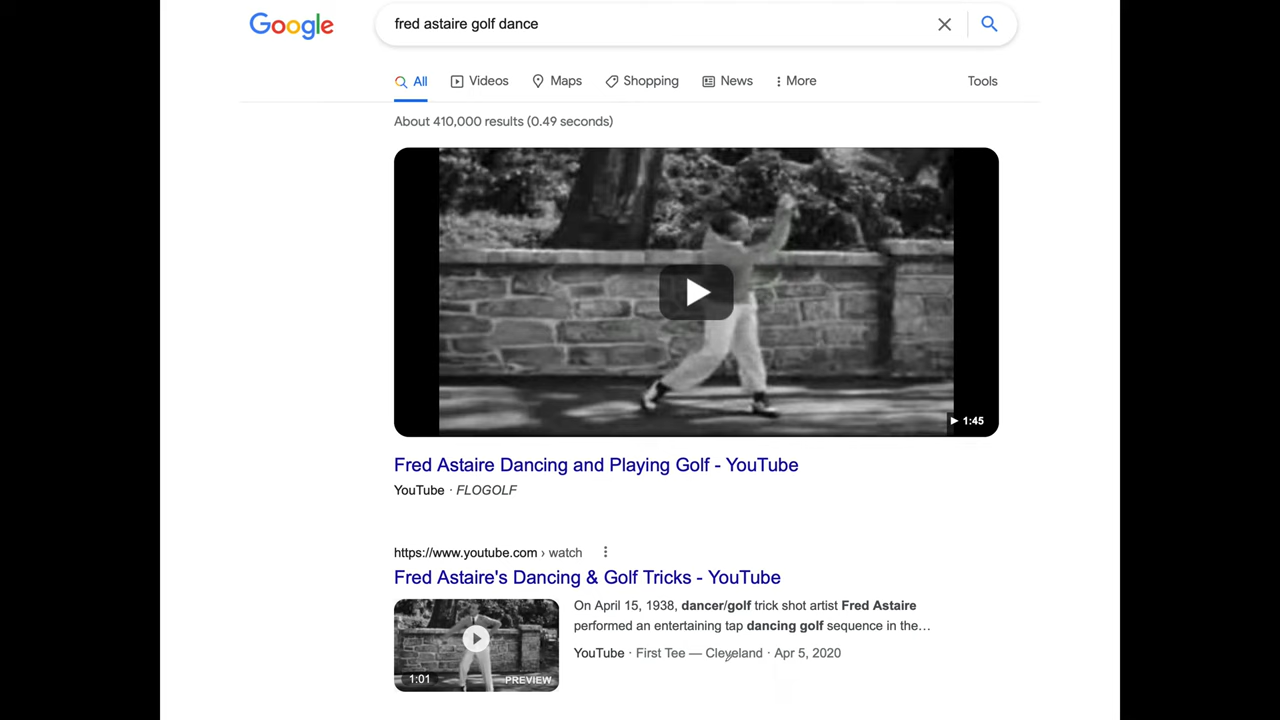 Google
fred astaire golf dance
All Videos Maps Shopping News More Tools
About 410,000 results (0.49 seconds)
1:45
Fred Astaire Dancing and Playing Golf - YouTube
YouTube · FLOGOLF
https://www.youtube.com › watch
Fred Astaire's Dancing & Golf Tricks - YouTube
On April 15, 1938, dancer/golf trick shot artist Fred Astaire
performed an entertaining tap dancing golf sequence in the...
YouTube · First Tee — Cleveland · Apr 5, 2020
1:01 PREVIEW